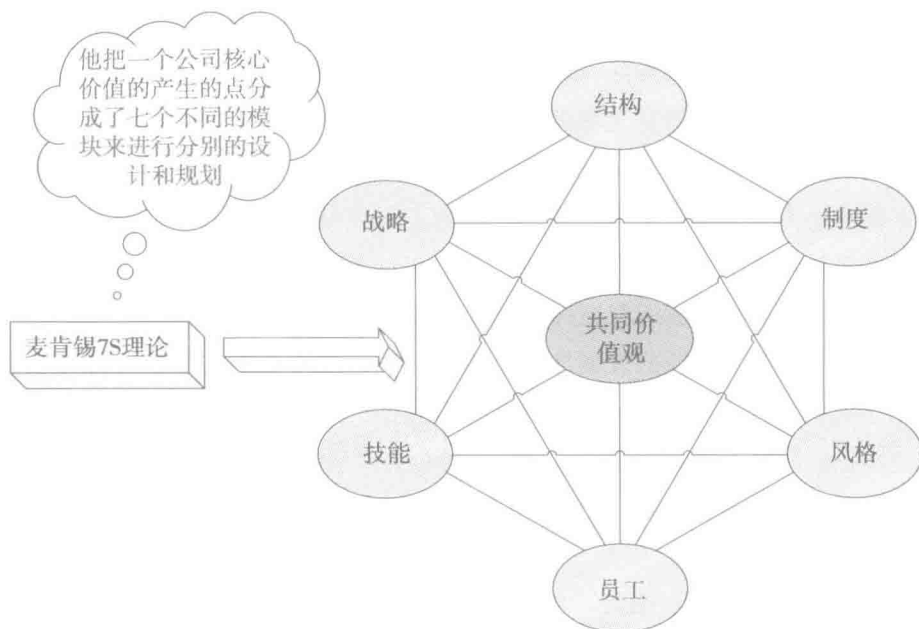 他把一个公司核心
价值的产生的点分
成了七个不同的模
块来进行分别的设
计和规划
麦肯锡7S理论
结构
战略
制度
共同价
值观
技能
风格
员工